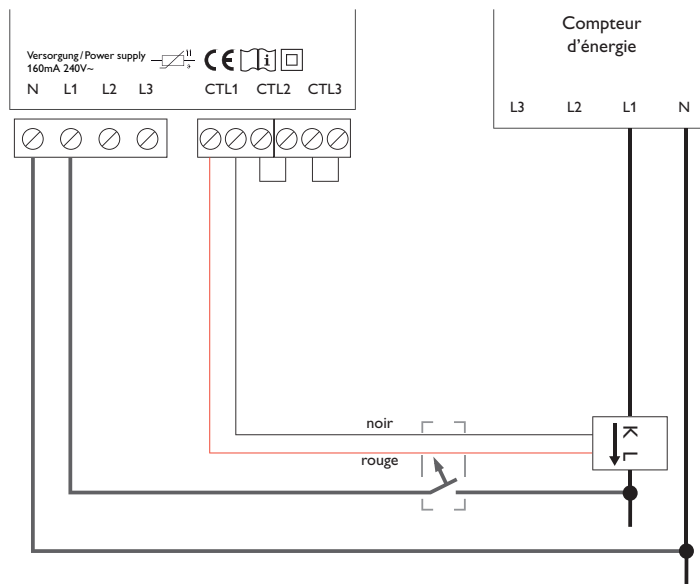 Versorgung/Power supply
160mA 240V~
N L1 L2 L3 CTL1 CTL2 CTL3
Compteur
d'énergie
L3 L2 L1 N
noir
rouge
K L